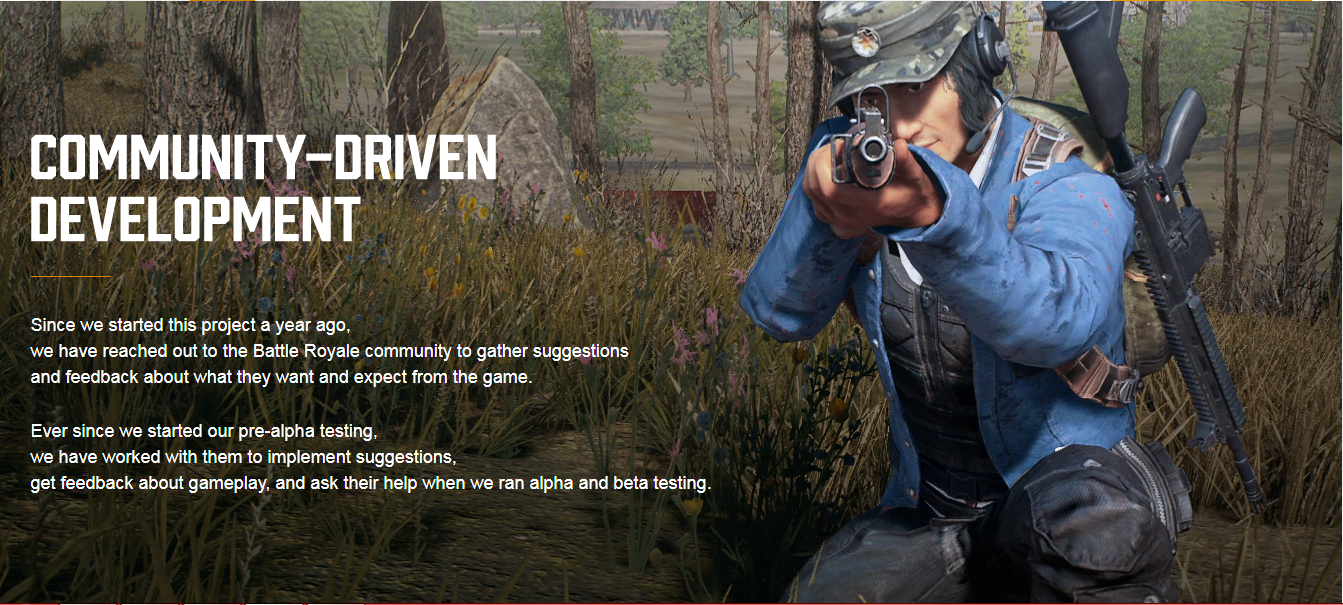 COMMUNITY–DRIVEN
DEVELOPMENT
Since we started this project a year ago,
we have reached out to the Battle Royale community to gather suggestions
and feedback about what they want and expect from the game.
Ever since we started our pre-alpha testing,
we have worked with them to implement suggestions,
get feedback about gameplay, and ask their help when we ran alpha and beta testing.